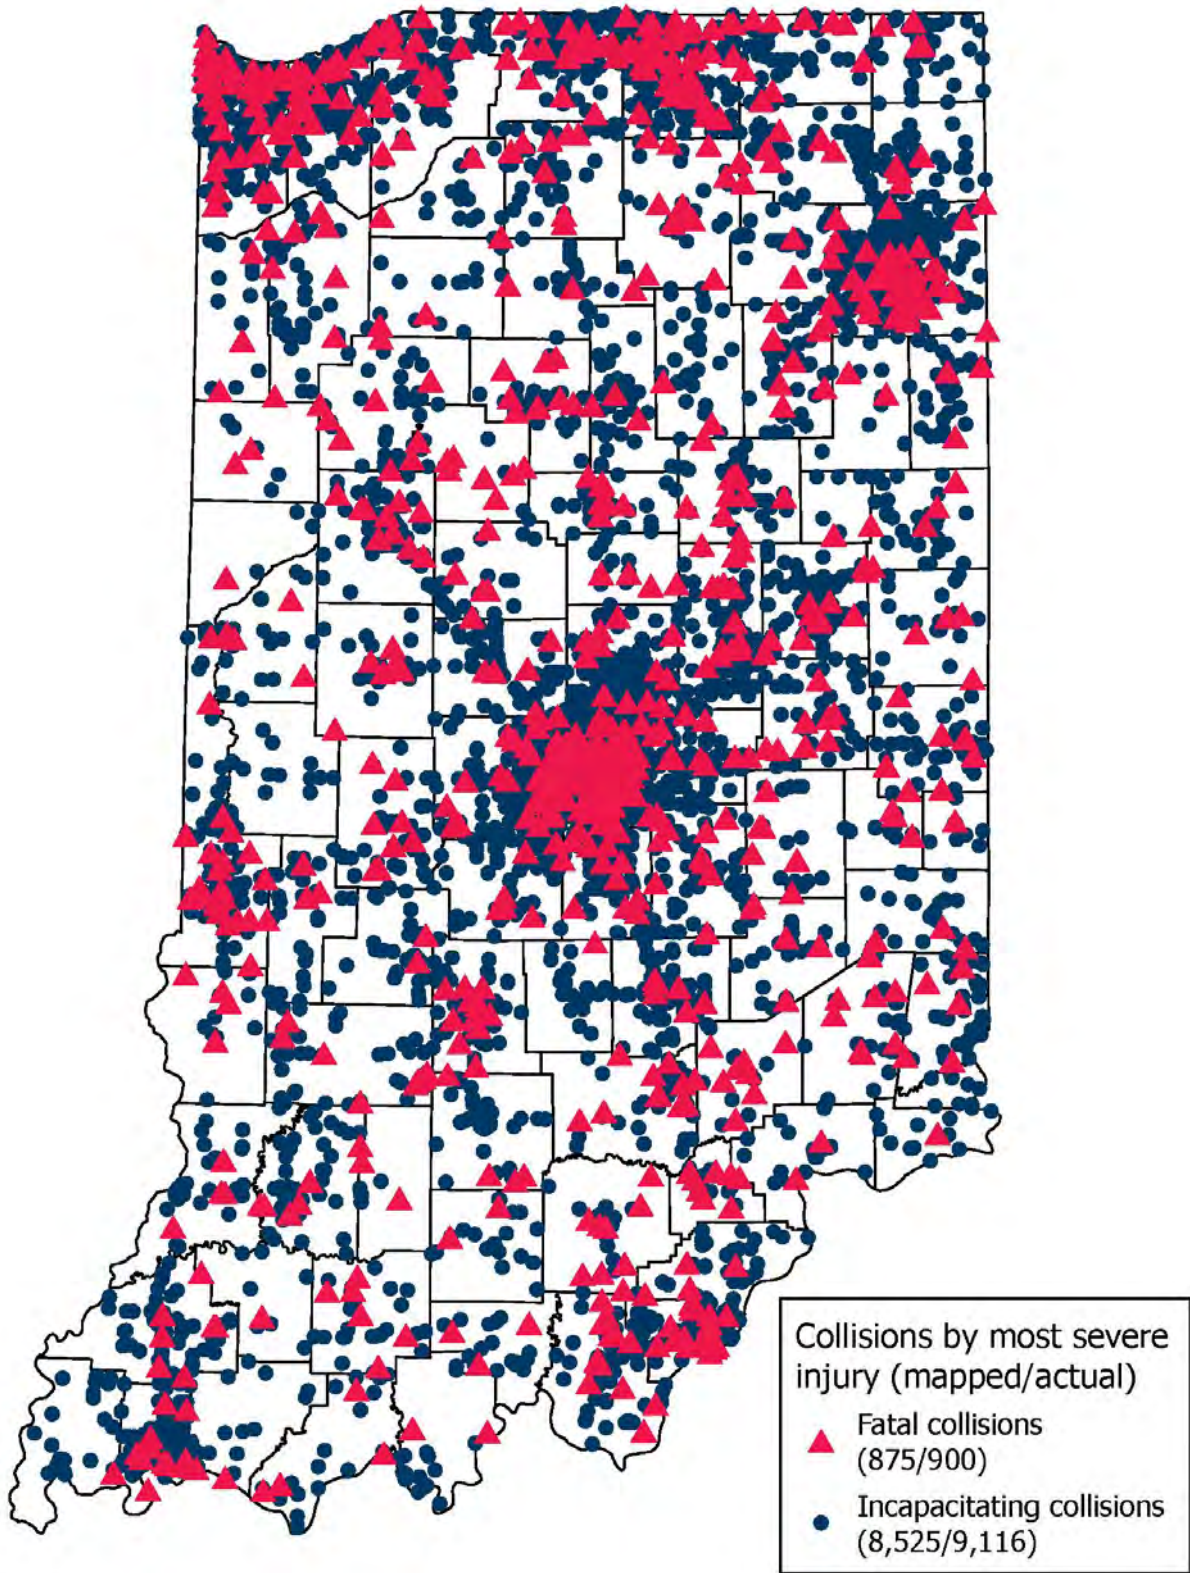 Collisions by most severe
injury (mapped/actual)
Fatal collisions
(875/900)
Incapacitating collisions
(8,525/9,116)